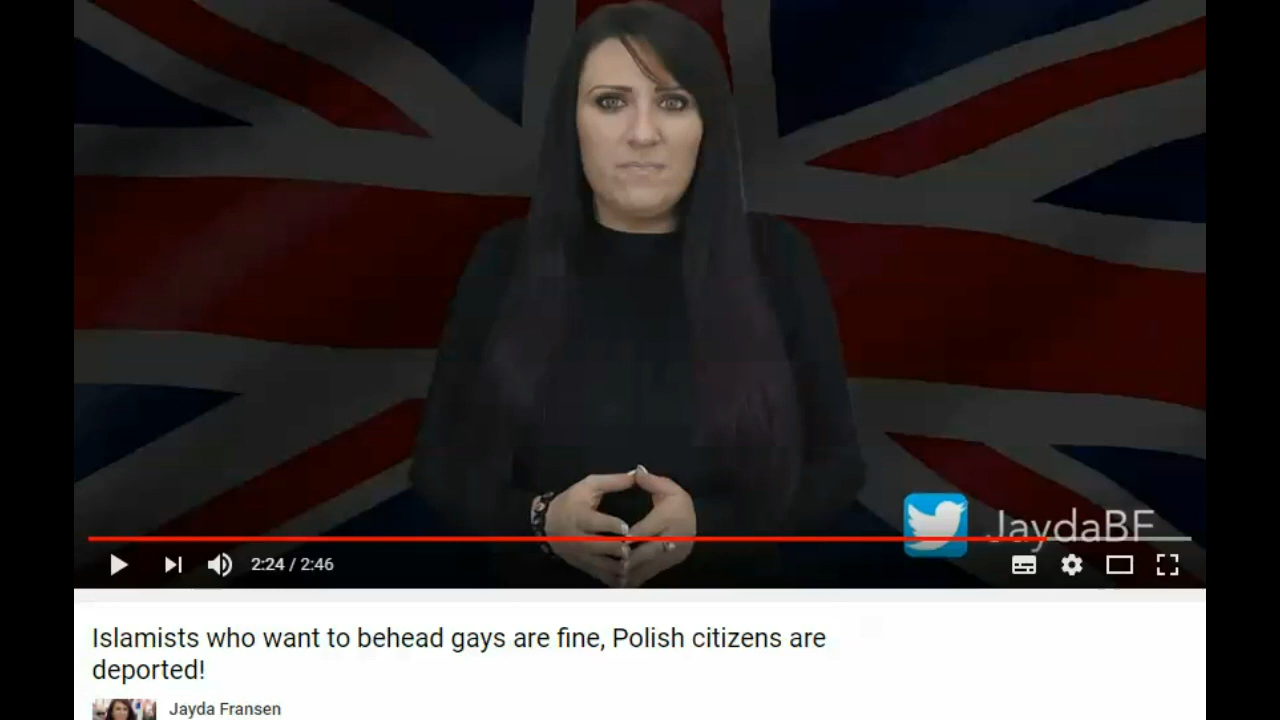 JaydaBF
2:24 / 2:46
Islamists who want to behead gays are fine, Polish citizens are
deported!
Jayda Fransen